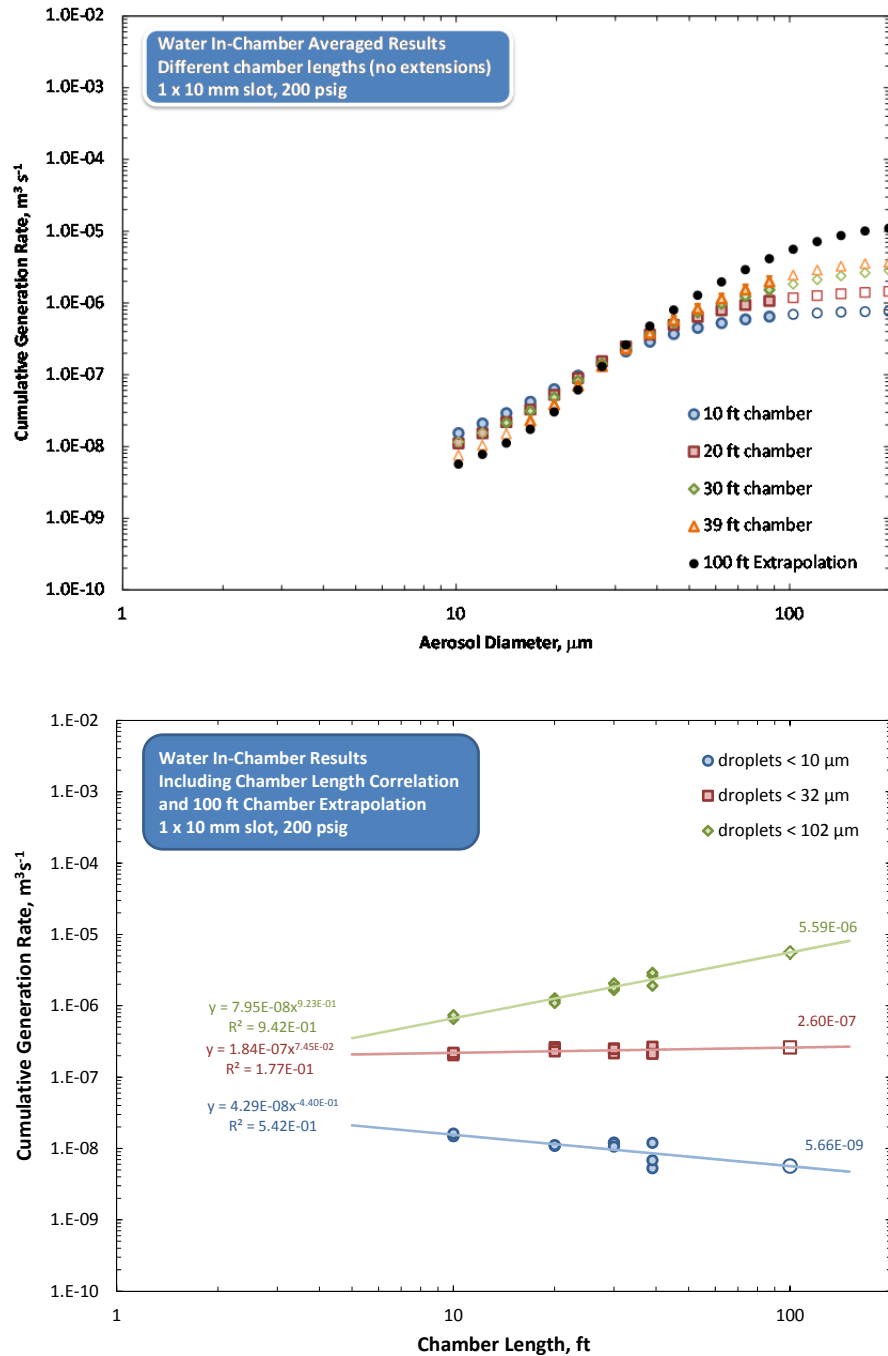 1.0E-02
1.0E-03
1.0E-04
1.0E-05
1.0E-06
1.0E-07
1.0E-08
1.0E-09
1.0E-10
Cumulative Generation Rate, m³ s⁻¹
Water In-Chamber Averaged Results
Different chamber lengths (no extensions)
1 x 10 mm slot, 200 psig
10 ft chamber
20 ft chamber
30 ft chamber
39 ft chamber
100 ft Extrapolation
1
10
100
Aerosol Diameter, µm
1.E-02
1.E-03
1.E-04
1.E-05
1.E-06
1.E-07
1.E-08
1.E-09
1.E-10
Cumulative Generation Rate, m³s⁻¹
Water In-Chamber Results
Including Chamber Length Correlation
and 100 ft Chamber Extrapolation
1 x 10 mm slot, 200 psig
droplets < 10 µm
droplets < 32 µm
droplets < 102 µm
5.59E-06
y = 7.95E-08x^9.23E-01
R² = 9.42E-01
2.60E-07
y = 1.84E-07x^7.45E-02
R² = 1.77E-01
y = 4.29E-08x^-4.40E-01
R² = 5.42E-01
5.66E-09
1
10
100
Chamber Length, ft